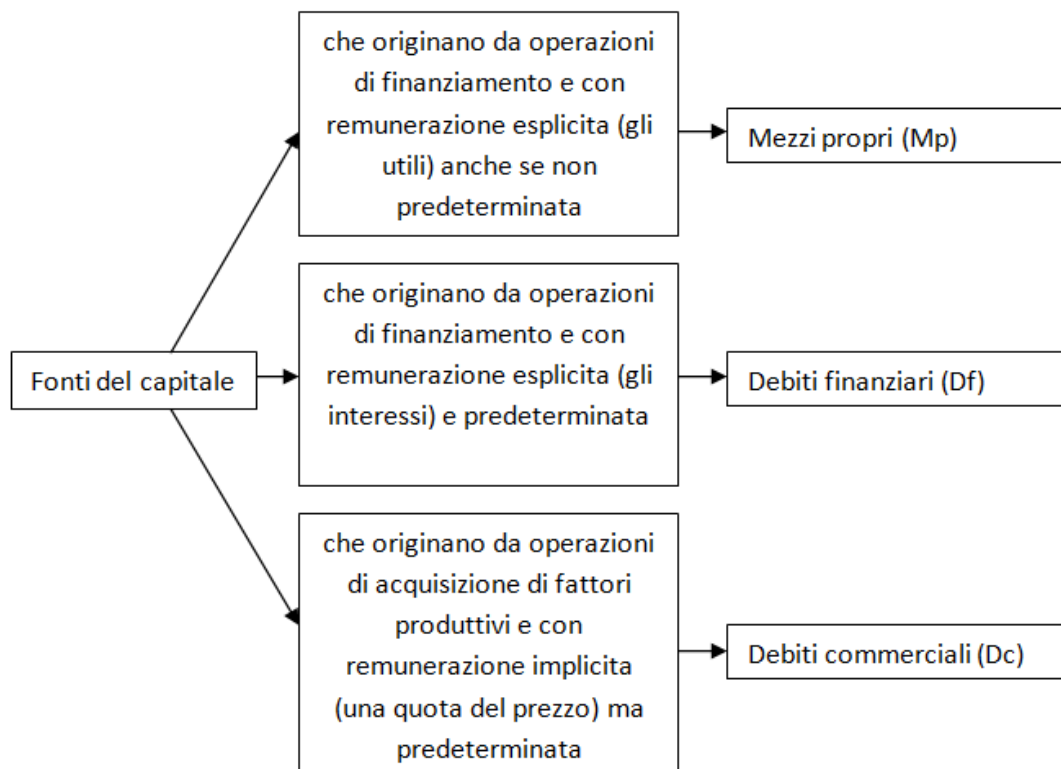 che originano da operazioni
di finanziamento e con
remunerazione esplicita (gli
utili) anche se non
predeterminata
Mezzi propri (Mp)
Fonti del capitale
che originano da operazioni
di finanziamento e con
remunerazione esplicita (gli
interessi) e predeterminata
Debiti finanziari (Df)
che originano da operazioni
di acquisizione di fattori
produttivi e con
remunerazione implicita
(una quota del prezzo) ma
predeterminata
Debiti commerciali (Dc)